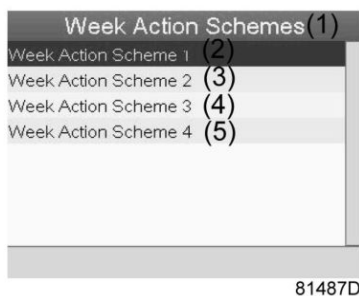 Week Action Schemes(1)
Week Action Scheme 1 (2)
Week Action Scheme 2 (3)
Week Action Scheme 3 (4)
Week Action Scheme 4 (5)
81487D